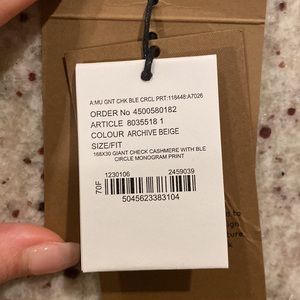 A:MU GNT CHK BLE CRCL PRT:118448:A7026
ORDER No 4500580182
ARTICLE 8035518 1
COLOUR ARCHIVE BEIGE
SIZE/FIT
168X30 GIANT CHECK CASHMERE WITH BLE
CIRCLE MONOGRAM PRINT
1230106 2459039
70F
5045623383104